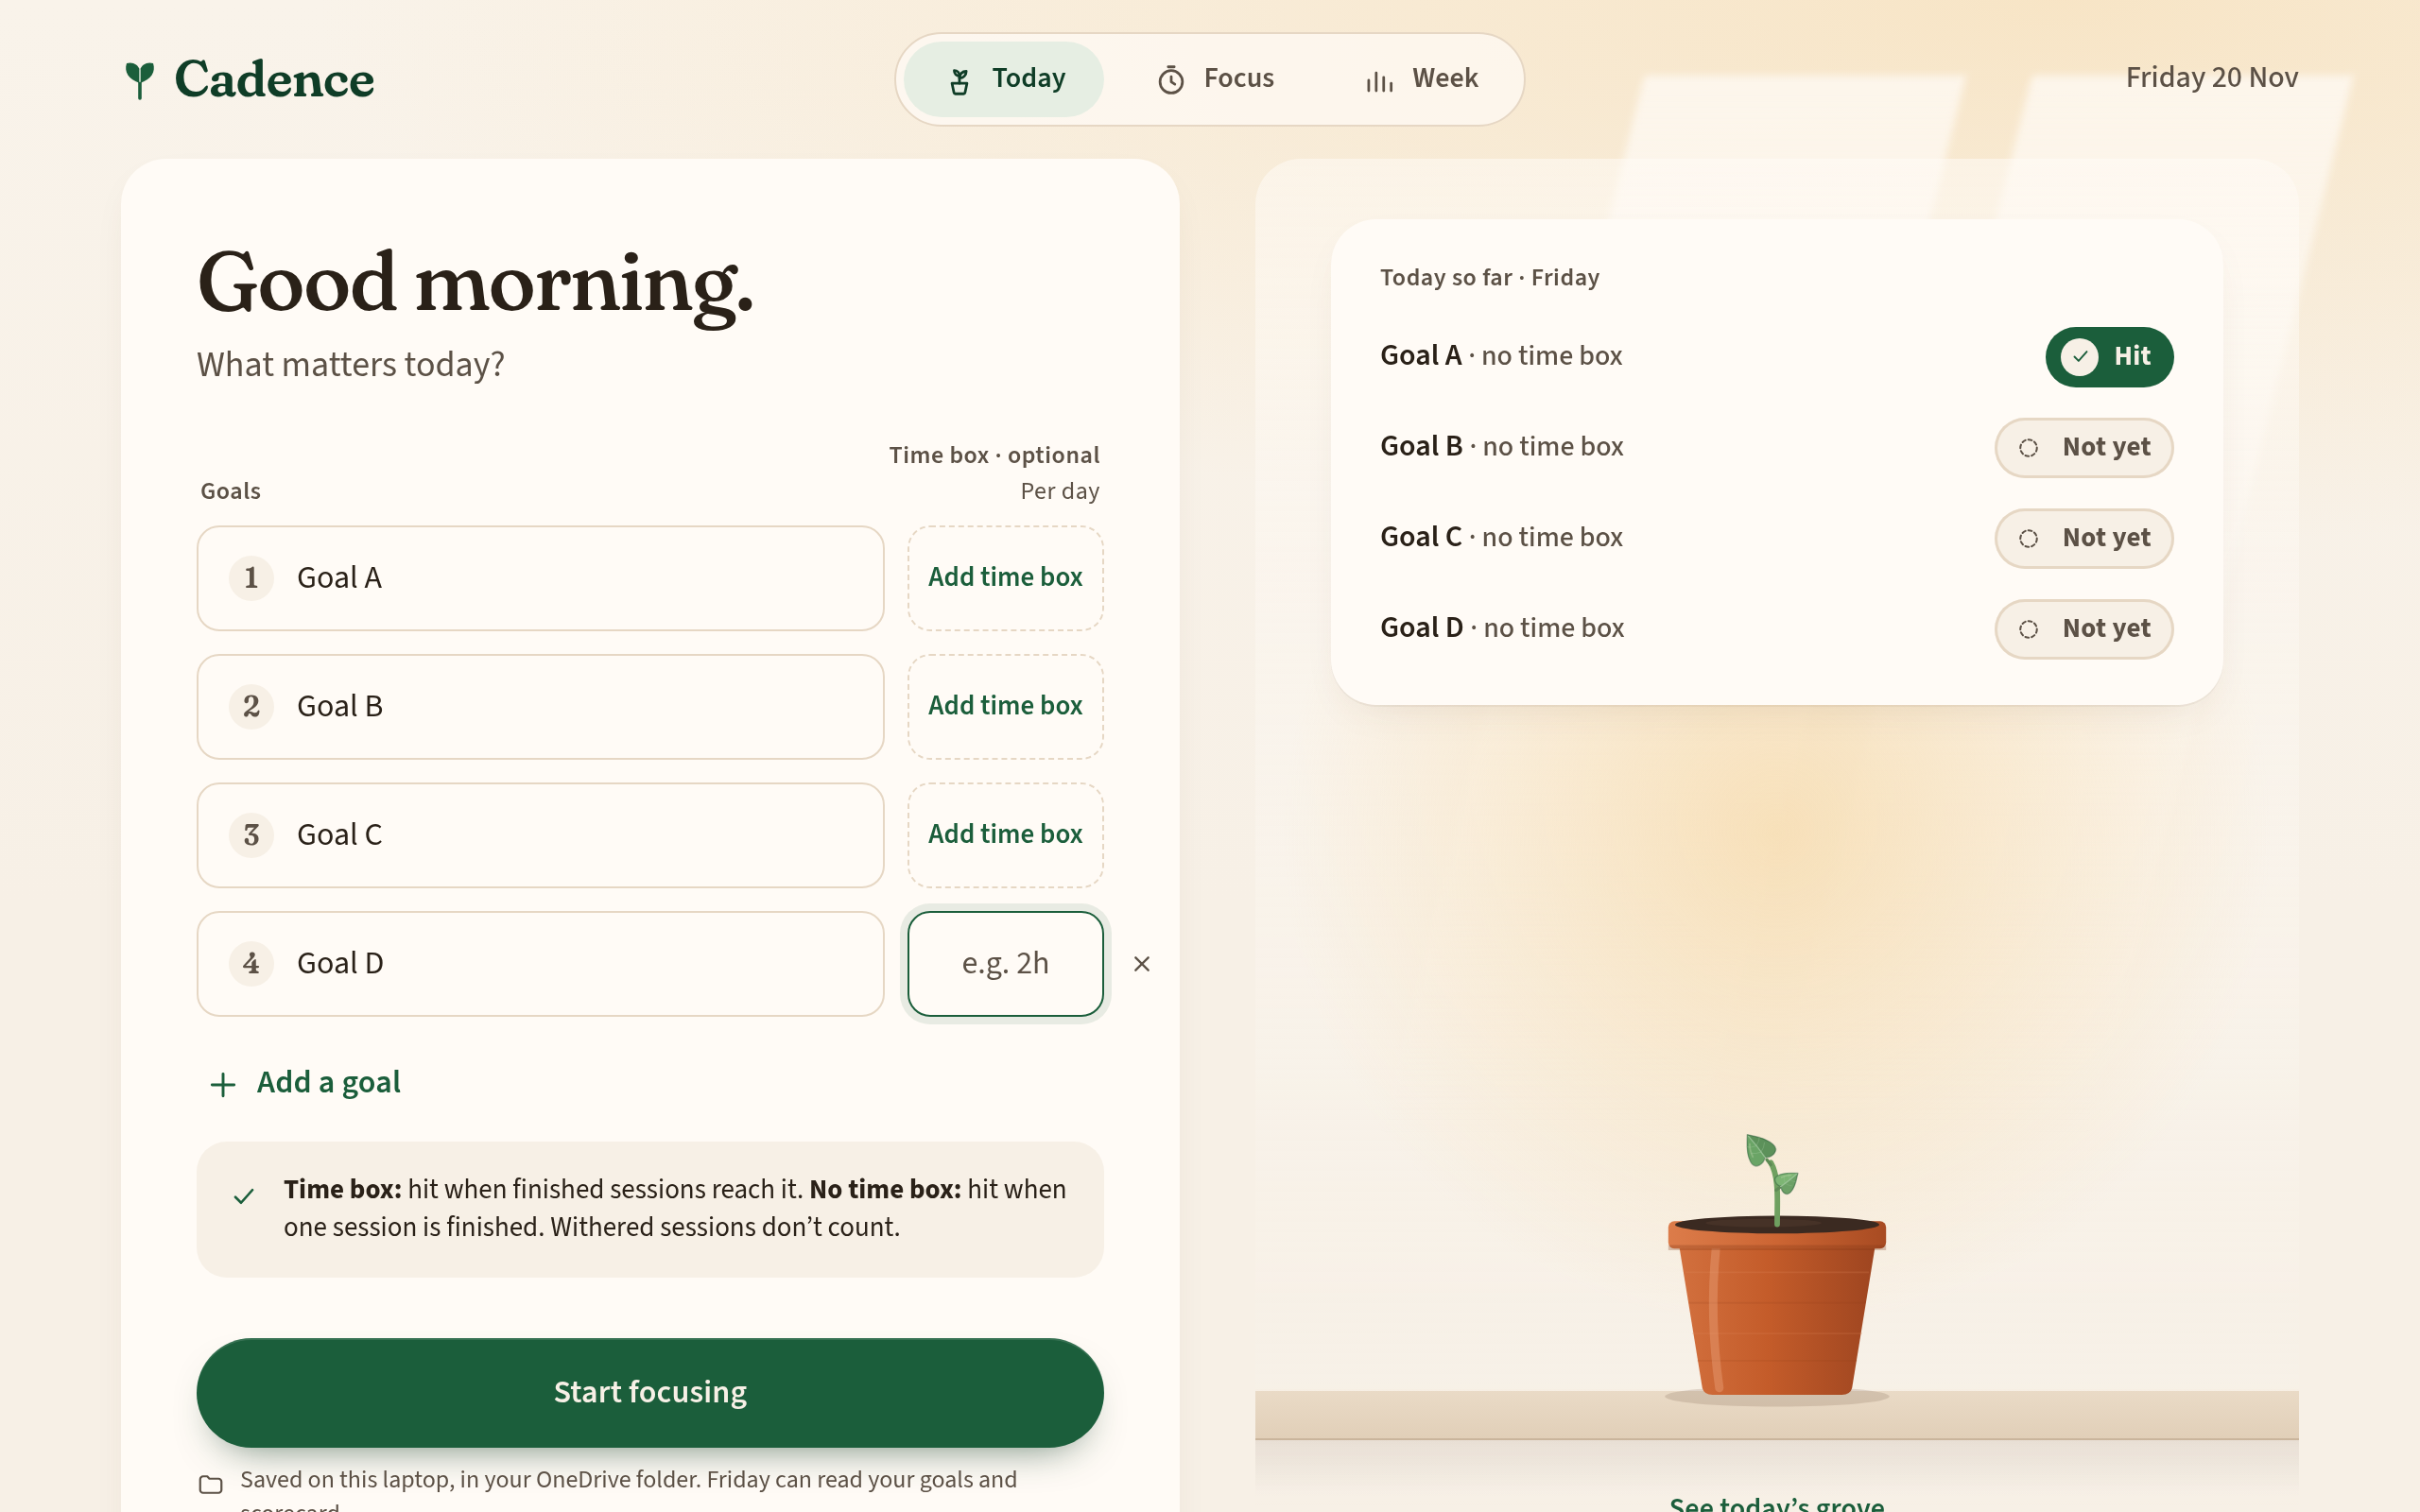 Cadence
Today
Focus
Week
Friday 20 Nov
Good morning.
What matters today?
Time box · optional
Goals
Per day
1 Goal A
Add time box
2 Goal B
Add time box
3 Goal C
Add time box
4 Goal D
e.g. 2h
Add a goal
Time box: hit when finished sessions reach it. No time box: hit when
one session is finished. Withered sessions don’t count.
Start focusing
Saved on this laptop, in your OneDrive folder. Friday can read your goals and
scorecard.
Today so far · Friday
Goal A · no time box
Hit
Goal B · no time box
Not yet
Goal C · no time box
Not yet
Goal D · no time box
Not yet
See today’s grove